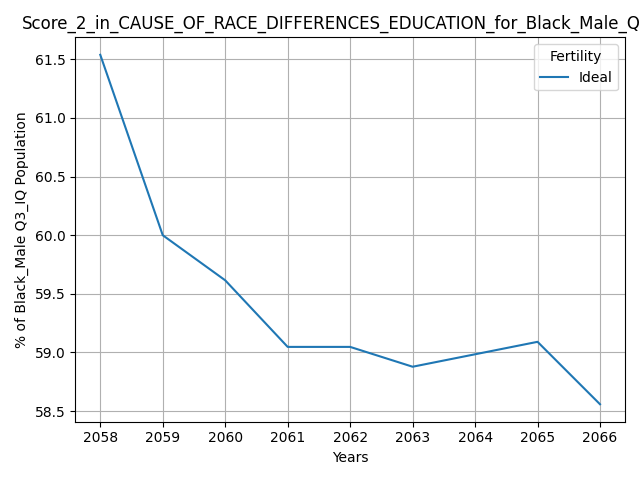 Score_2_in_CAUSE_OF_RACE_DIFFERENCES_EDUCATION_for_Black_Male_Q
Fertility
Ideal
% of Black_Male Q3_IQ Population
61.5
61.0
60.5
60.0
59.5
59.0
58.5
2058 2059 2060 2061 2062 2063 2064 2065 2066
Years